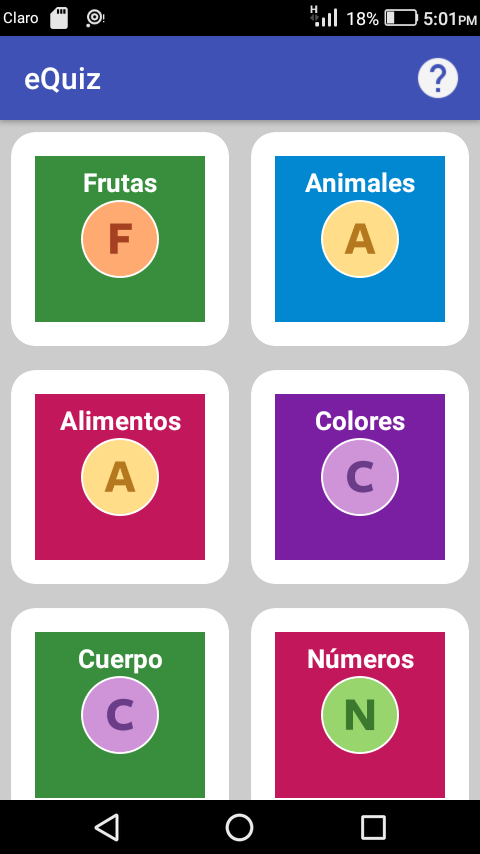 Claro H 18% 5:01PM
eQuiz ?
Frutas Animales
F A
Alimentos Colores
A C
Cuerpo Números
C N